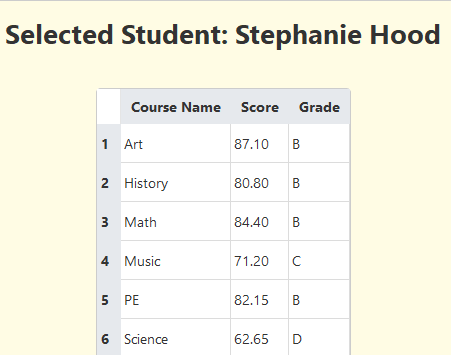 Selected Student: Stephanie Hood
Course Name Score Grade
1 Art 87.10 B
2 History 80.80 B
3 Math 84.40 B
4 Music 71.20 C
5 PE 82.15 B
6 Science 62.65 D